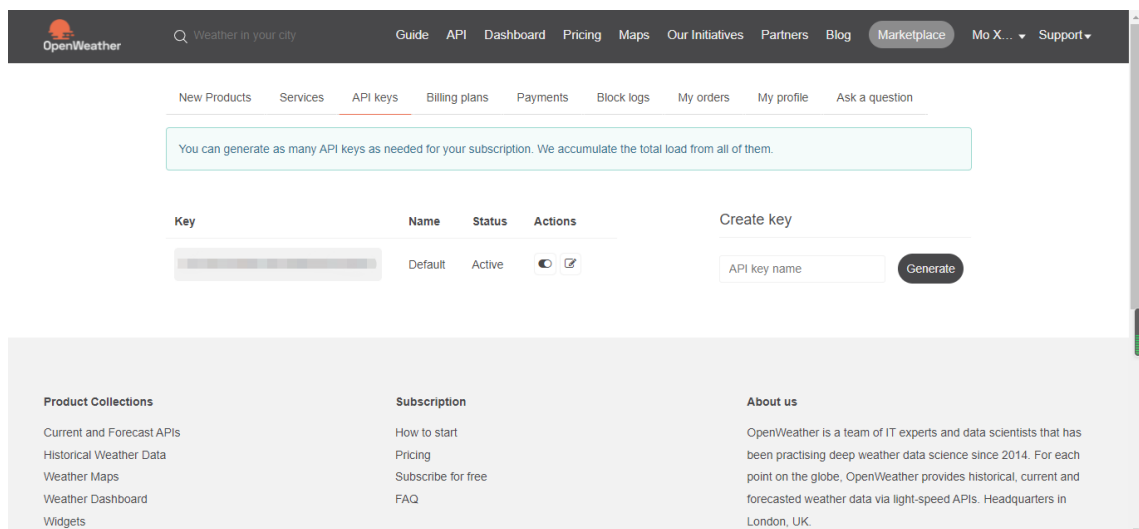 OpenWeather
Weather in your city
Guide API Dashboard Pricing Maps Our Initiatives Partners Blog Marketplace Mo X... Support
New Products Services API keys Billing plans Payments Block logs My orders My profile Ask a question
You can generate as many API keys as needed for your subscription. We accumulate the total load from all of them.
Key Name Status Actions
Default Active
Create key
API key name Generate
Product Collections
Current and Forecast APIs
Historical Weather Data
Weather Maps
Weather Dashboard
Widgets
Subscription
How to start
Pricing
Subscribe for free
FAQ
About us
OpenWeather is a team of IT experts and data scientists that has
been practising deep weather data science since 2014. For each
point on the globe, OpenWeather provides historical, current and
forecasted weather data via light-speed APIs. Headquarters in
London, UK.